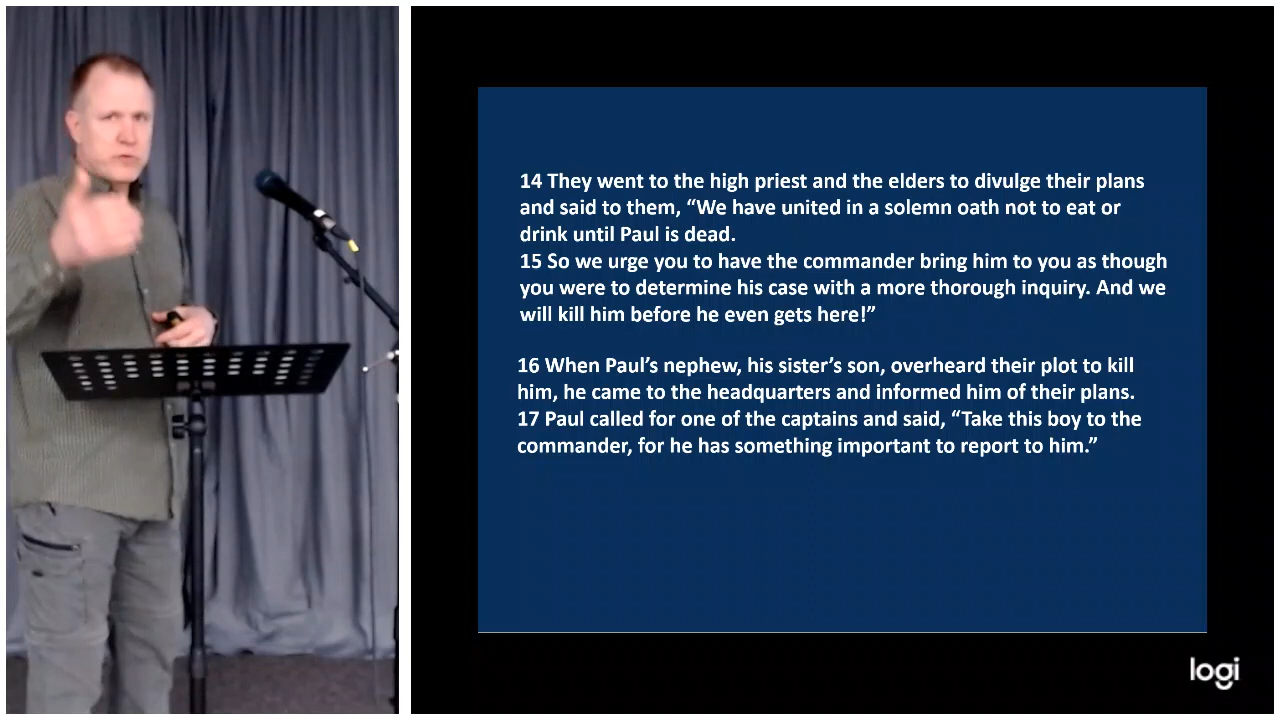 14 They went to the high priest and the elders to divulge their plans
and said to them, “We have united in a solemn oath not to eat or
drink until Paul is dead.
15 So we urge you to have the commander bring him to you as though
you were to determine his case with a more thorough inquiry. And we
will kill him before he even gets here!”
16 When Paul’s nephew, his sister’s son, overheard their plot to kill
him, he came to the headquarters and informed him of their plans.
17 Paul called for one of the captains and said, “Take this boy to the
commander, for he has something important to report to him.”
logi